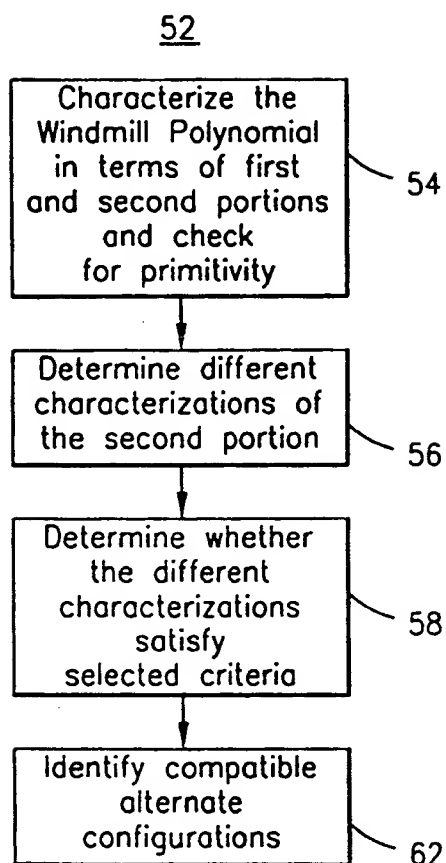 52
Characterize the
Windmill Polynomial
in terms of first
and second portions
and check
for primitivity
54
Determine different
characterizations of
the second portion
56
Determine whether
the different
characterizations
satisfy
selected criteria
58
Identify compatible
alternate
configurations
62